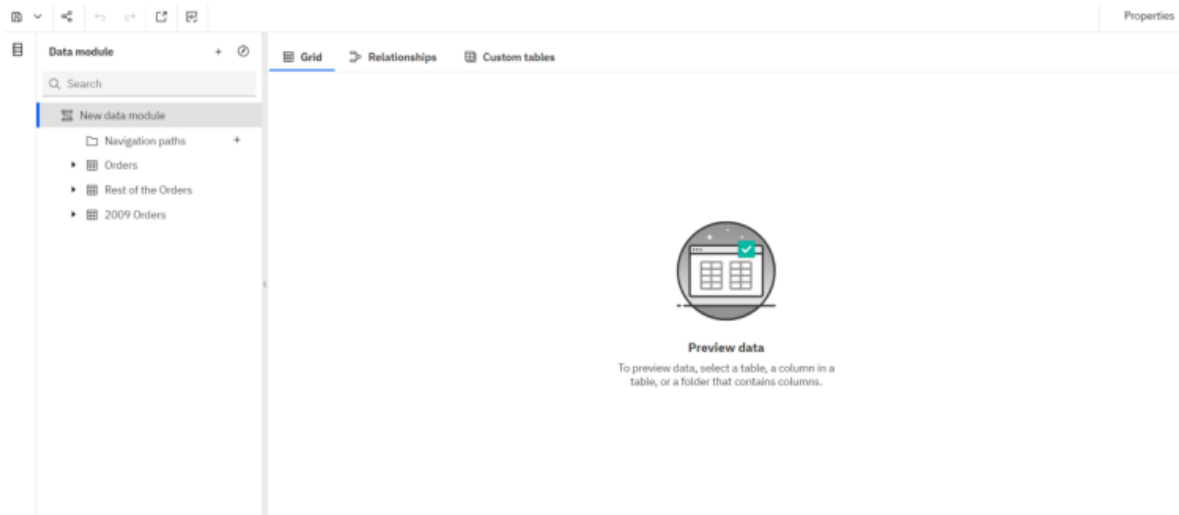 Properties
Data module
Search
New data module
Navigation paths
Orders
Rest of the Orders
2009 Orders
Grid
Relationships
Custom tables
Preview data
To preview data, select a table, a column in a
table, or a folder that contains columns.